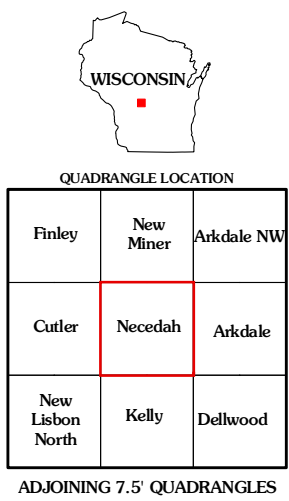 WISCONSIN
QUADRANGLE LOCATION
Finley
New
Miner
Arkdale NW
Cutler
Necedah
Arkdale
New
Lisbon
North
Kelly
Dellwood
ADJOINING 7.5' QUADRANGLES